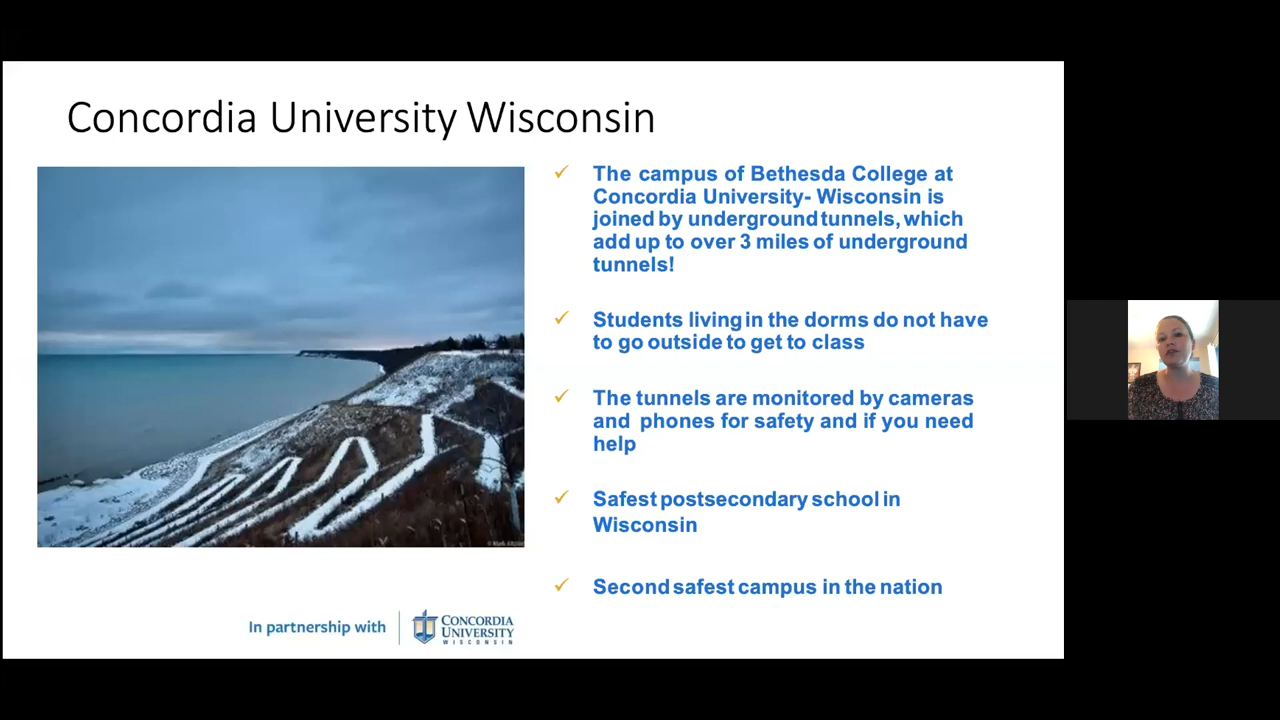 Concordia University Wisconsin
The campus of Bethesda College at
Concordia University- Wisconsin is
joined by underground tunnels, which
add up to over 3 miles of underground
tunnels!
Students living in the dorms do not have
to go outside to get to class
The tunnels are monitored by cameras
and phones for safety and if you need
help
Safest postsecondary school in
Wisconsin
Second safest campus in the nation
In partnership with
CONCORDIA
UNIVERSITY
WISCONSIN